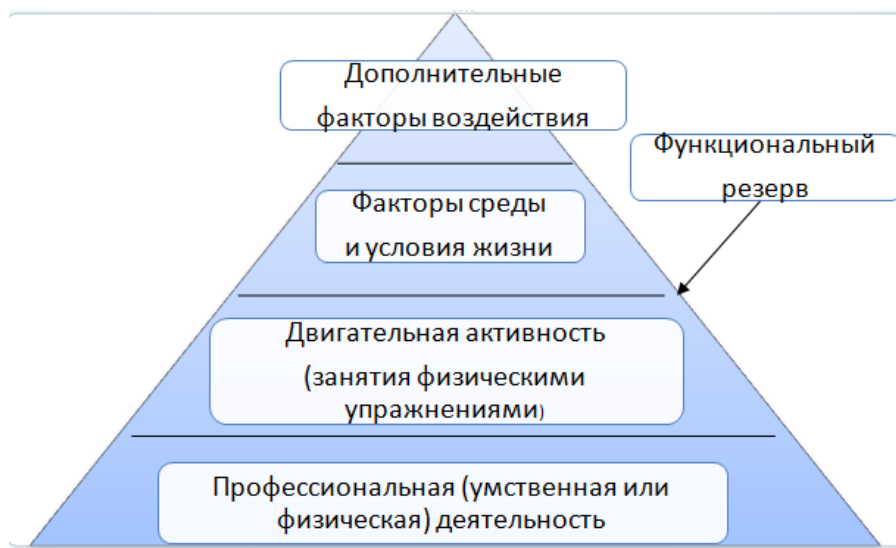 Дополнительные
факторы воздействия
Функциональный
резерв
Факторы среды
и условия жизни
Двигательная активность
(занятия физическими
упражнениями)
Профессиональная (умственная или
физическая) деятельность